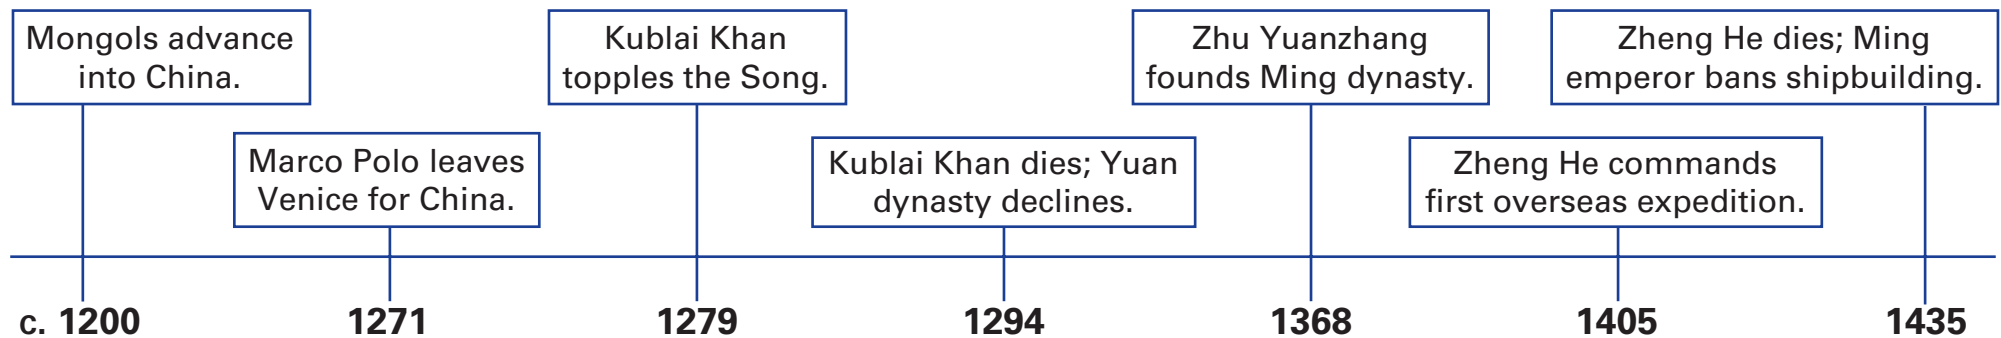 Mongols advance
into China.
Marco Polo leaves
Venice for China.
Kublai Khan
topples the Song.
Kublai Khan dies; Yuan
dynasty declines.
Zhu Yuanzhang
founds Ming dynasty.
Zheng He commands
first overseas expedition.
Zheng He dies; Ming
emperor bans shipbuilding.
c. 1200 1271 1279 1294 1368 1405 1435